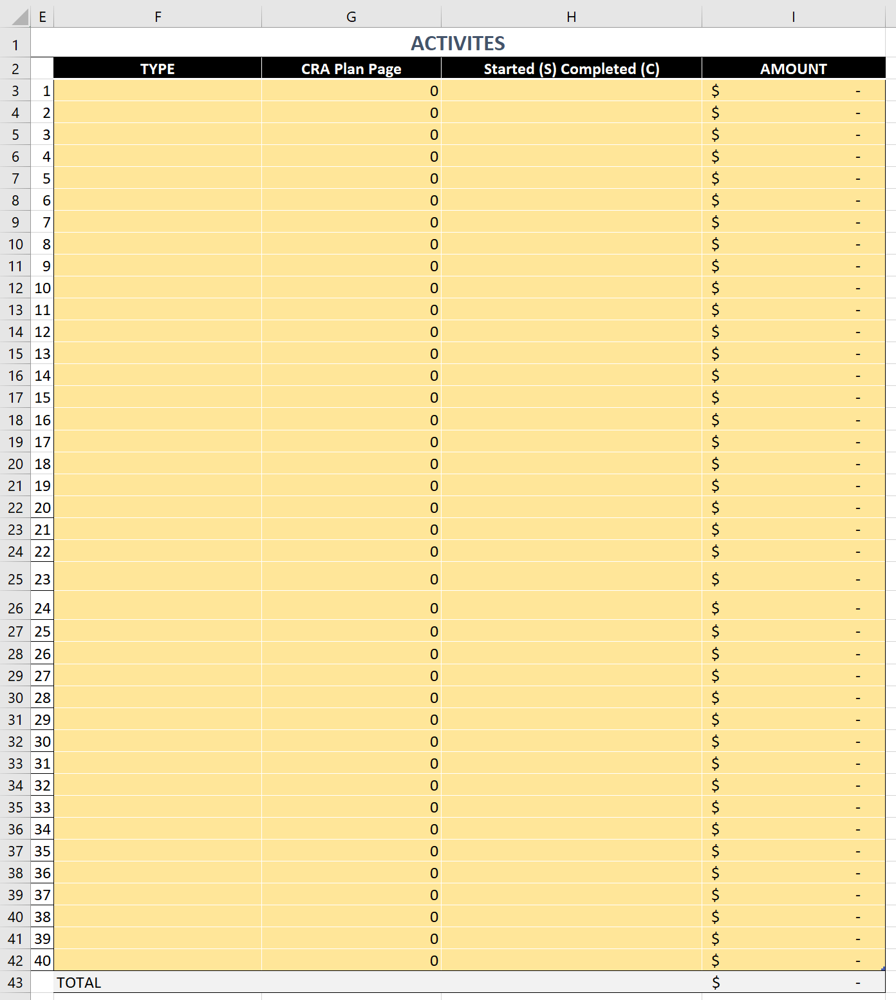 E F G H I
1 ACTIVITES
2 TYPE CRA Plan Page Started (S) Completed (C) AMOUNT
3 1 0 $ -
4 2 0 $ -
5 3 0 $ -
6 4 0 $ -
7 5 0 $ -
8 6 0 $ -
9 7 0 $ -
10 8 0 $ -
11 9 0 $ -
12 10 0 $ -
13 11 0 $ -
14 12 0 $ -
15 13 0 $ -
16 14 0 $ -
17 15 0 $ -
18 16 0 $ -
19 17 0 $ -
20 18 0 $ -
21 19 0 $ -
22 20 0 $ -
23 21 0 $ -
24 22 0 $ -
25 23 0 $ -
26 24 0 $ -
27 25 0 $ -
28 26 0 $ -
29 27 0 $ -
30 28 0 $ -
31 29 0 $ -
32 30 0 $ -
33 31 0 $ -
34 32 0 $ -
35 33 0 $ -
36 34 0 $ -
37 35 0 $ -
38 36 0 $ -
39 37 0 $ -
40 38 0 $ -
41 39 0 $ -
42 40 0 $ -
43 TOTAL $ -